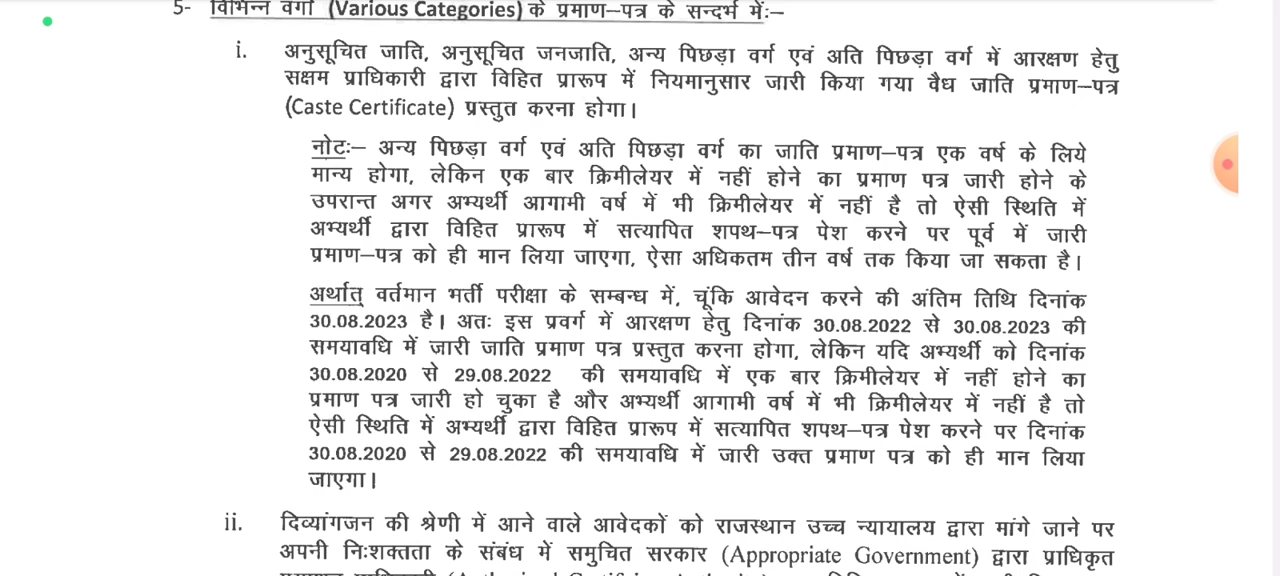 5- विभिन्न वर्गों (Various Categories) के प्रमाण–पत्र के सन्दर्भ में:–
i. अनुसूचित जाति, अनुसूचित जनजाति, अन्य पिछड़ा वर्ग एवं अति पिछड़ा वर्ग में आरक्षण हेतु
सक्षम प्राधिकारी द्वारा विहित प्रारूप में नियमानुसार जारी किया गया वैध जाति प्रमाण–पत्र
(Caste Certificate) प्रस्तुत करना होगा।
नोटः– अन्य पिछड़ा वर्ग एवं अति पिछड़ा वर्ग का जाति प्रमाण–पत्र एक वर्ष के लिये
मान्य होगा, लेकिन एक बार क्रिमीलेयर में नहीं होने का प्रमाण पत्र जारी होने के
उपरान्त अगर अभ्यर्थी आगामी वर्ष में भी क्रिमीलेयर में नहीं है तो ऐसी स्थिति में
अभ्यर्थी द्वारा विहित प्रारूप में सत्यापित शपथ–पत्र पेश करने पर पूर्व में जारी
प्रमाण–पत्र को ही मान लिया जाएगा, ऐसा अधिकतम तीन वर्ष तक किया जा सकता है।
अर्थात् वर्तमान भर्ती परीक्षा के सम्बन्ध में, चूंकि आवेदन करने की अंतिम तिथि दिनांक
30.08.2023 है। अतः इस प्रवर्ग में आरक्षण हेतु दिनांक 30.08.2022 से 30.08.2023 की
समयावधि में जारी जाति प्रमाण पत्र प्रस्तुत करना होगा, लेकिन यदि अभ्यर्थी को दिनांक
30.08.2020 से 29.08.2022 की समयावधि में एक बार क्रिमीलेयर में नहीं होने का
प्रमाण पत्र जारी हो चुका है और अभ्यर्थी आगामी वर्ष में भी क्रिमीलेयर में नहीं है तो
ऐसी स्थिति में अभ्यर्थी द्वारा विहित प्रारूप में सत्यापित शपथ–पत्र पेश करने पर दिनांक
30.08.2020 से 29.08.2022 की समयावधि में जारी उक्त प्रमाण पत्र को ही मान लिया
जाएगा।
ii. दिव्यांगजन की श्रेणी में आने वाले आवेदकों को राजस्थान उच्च न्यायालय द्वारा मांगे जाने पर
अपनी निःशक्तता के संबंध में समुचित सरकार (Appropriate Government) द्वारा प्राधिकृत